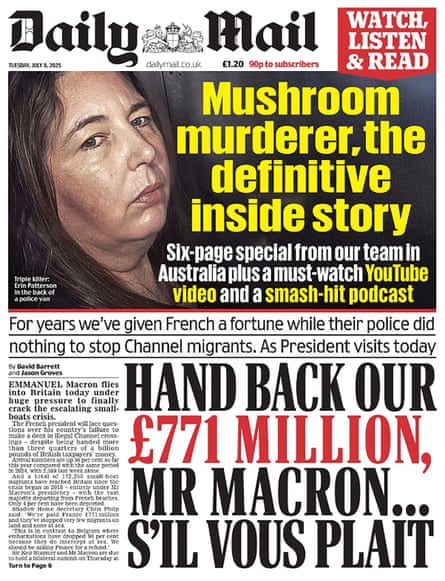 Daily Mail
WATCH,
LISTEN
& READ
TUESDAY, JULY 8, 2025
dailymail.co.uk
£1.20
90p to subscribers
Mushroom
murderer, the
definitive
inside story
Six-page special from our team in
Australia plus a must-watch YouTube
video and a smash-hit podcast
Triple killer:
Erin Patterson
in the back of
a police van
For years we've given French a fortune while their police did
nothing to stop Channel migrants. As President visits today
By David Barrett
and Jason Groves
EMMANUEL Macron flies
into Britain today under
huge pressure to finally
crack the escalating small-
boats crisis.
The French president will face ques-
tions over his country's failure to
make a dent in illegal Channel cross-
ings – despite being handed more
than three quarters of a billion
pounds of British taxpayers' money.
Arrival numbers are up 56 per cent so far
this year compared with the same period
in 2024, with
last week alone.
And a total of 172,255 small-boat
migrants have reached Britain since the
crisis began in 2018 – entirely under Mr
Macron's presidency – with the vast
majority departing from French beaches.
Only 4 per cent have been deported.
Shadow Home Secretary Chris Philp
said: 'We've paid France £771million
and they've stopped very few migrants on
land and none at sea.
'This is in contrast to Belgium where
embarkations have dropped 90 per cent
because they do intercept at sea. We
should be asking France for a refund.'
Sir Keir Starmer and Mr Macron are due
to hold a bilateral summit on Thursday at
Turn to Page 6
HAND BACK OUR
£771 MILLION,
MR MACRON...
S'IL VOUS PLAIT